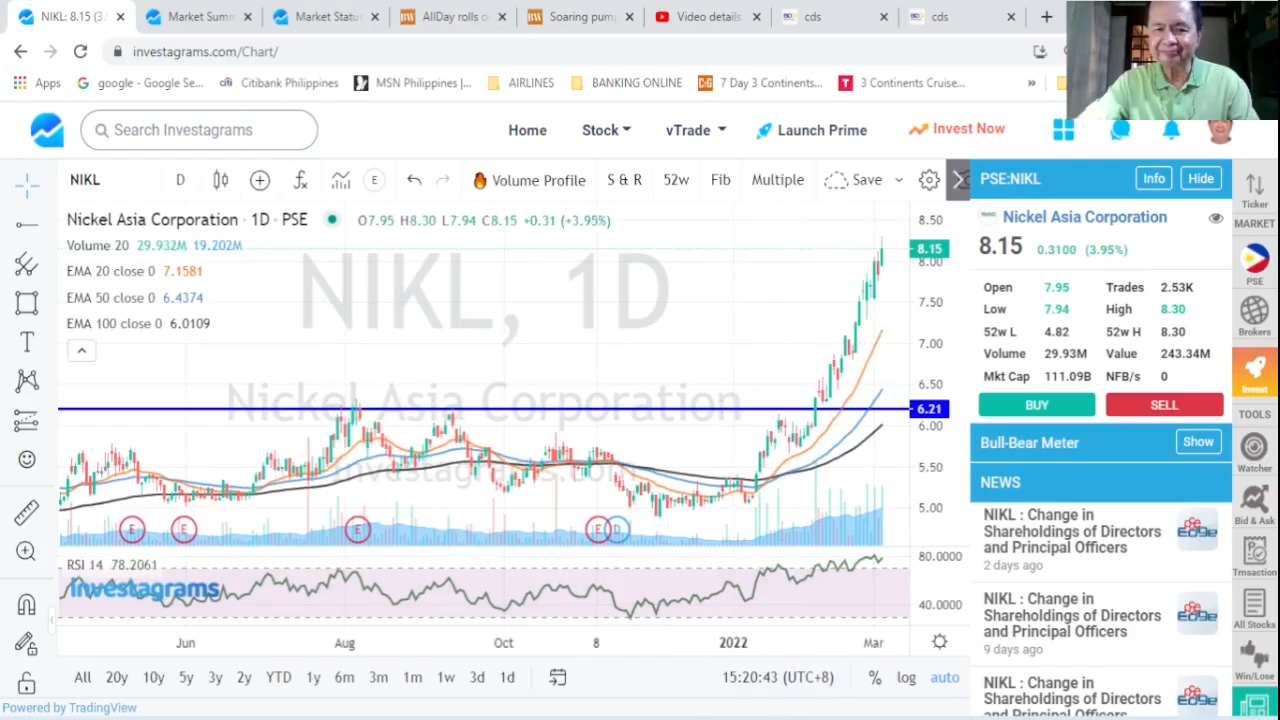 NIKL: 8.15 (3.
Market Summ
Market Status
AllDay rolls o
Soaring pump
Video details
cds
cds
investagrams.com/Chart/
Apps
google - Google Se...
Citibank Philippines
MSN Philippines |...
AIRLINES
BANKING ONLINE
7 Day 3 Continents...
3 Continents Cruise...
»
Search Investagrams
Home
Stock
vTrade
Launch Prime
Invest Now
NIKL
D
E
Volume Profile
S & R
52w
Fib
Multiple
Save
Nickel Asia Corporation · 1D · PSE
O7.95 H8.30 L7.94 C8.15 +0.31 (+3.95%)
Volume 20 29.932M 19.202M
EMA 20 close 0 7.1581
EMA 50 close 0 6.4374
EMA 100 close 0 6.0109
NIKL, 1D
Nickel Asia Corporation
investagrams.com
8.50
8.15
8.00
7.50
7.00
6.50
6.21
6.00
5.50
5.00
E
E
E
E
D
RSI 14 78.2061
investagrams
80.0000
40.0000
Jun
Aug
Oct
8
2022
Mar
All
20y
10y
5y
3y
2y
YTD
1y
6m
3m
1m
1w
3d
1d
15:20:43 (UTC+8)
%
log
auto
Powered by TradingView
PSE:NIKL
Info
Hide
Nickel Asia Corporation
8.15 0.3100 (3.95%)
Open 7.95 Trades 2.53K
Low 7.94 High 8.30
52w L 4.82 52w H 8.30
Volume 29.93M Value 243.34M
Mkt Cap 111.09B NFB/s 0
BUY
SELL
Bull-Bear Meter
Show
NEWS
NIKL : Change in
Shareholdings of Directors
and Principal Officers
2 days ago
Edge
NIKL : Change in
Shareholdings of Directors
and Principal Officers
9 days ago
Edge
NIKL : Change in
Shareholdings of Directors
and Principal Officers
Edge
Ticker
MARKET
PSE
Brokers
Invest
TOOLS
Watcher
Bid & Ask
Trnsaction
All Stocks
Win/Lose